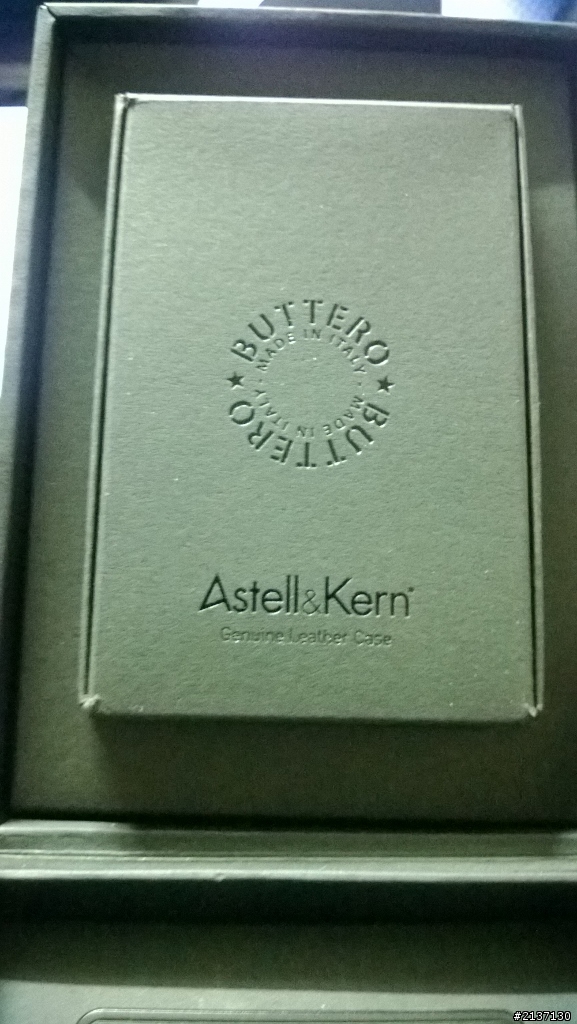 BUTTERO ★ BUTTERO ★
MADE IN ITALY · MADE IN ITALY ·
Astell&Kern
Genuine Leather Case
#2137130